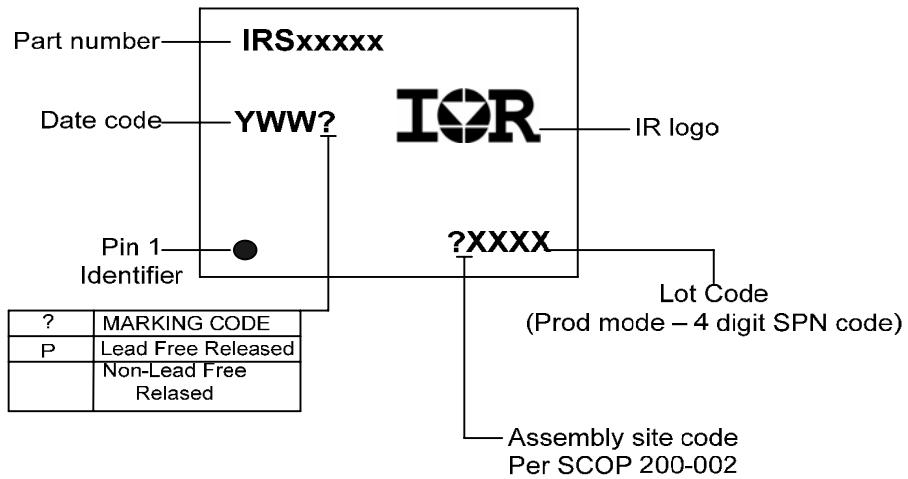 Part number
IRSxxxxx
Date code
YWW?
IOR
IR logo
Pin 1
Identifier
?XXXX
Lot Code
(Prod mode – 4 digit SPN code)
? MARKING CODE
P Lead Free Released
Non-Lead Free
Relased
Assembly site code
Per SCOP 200-002